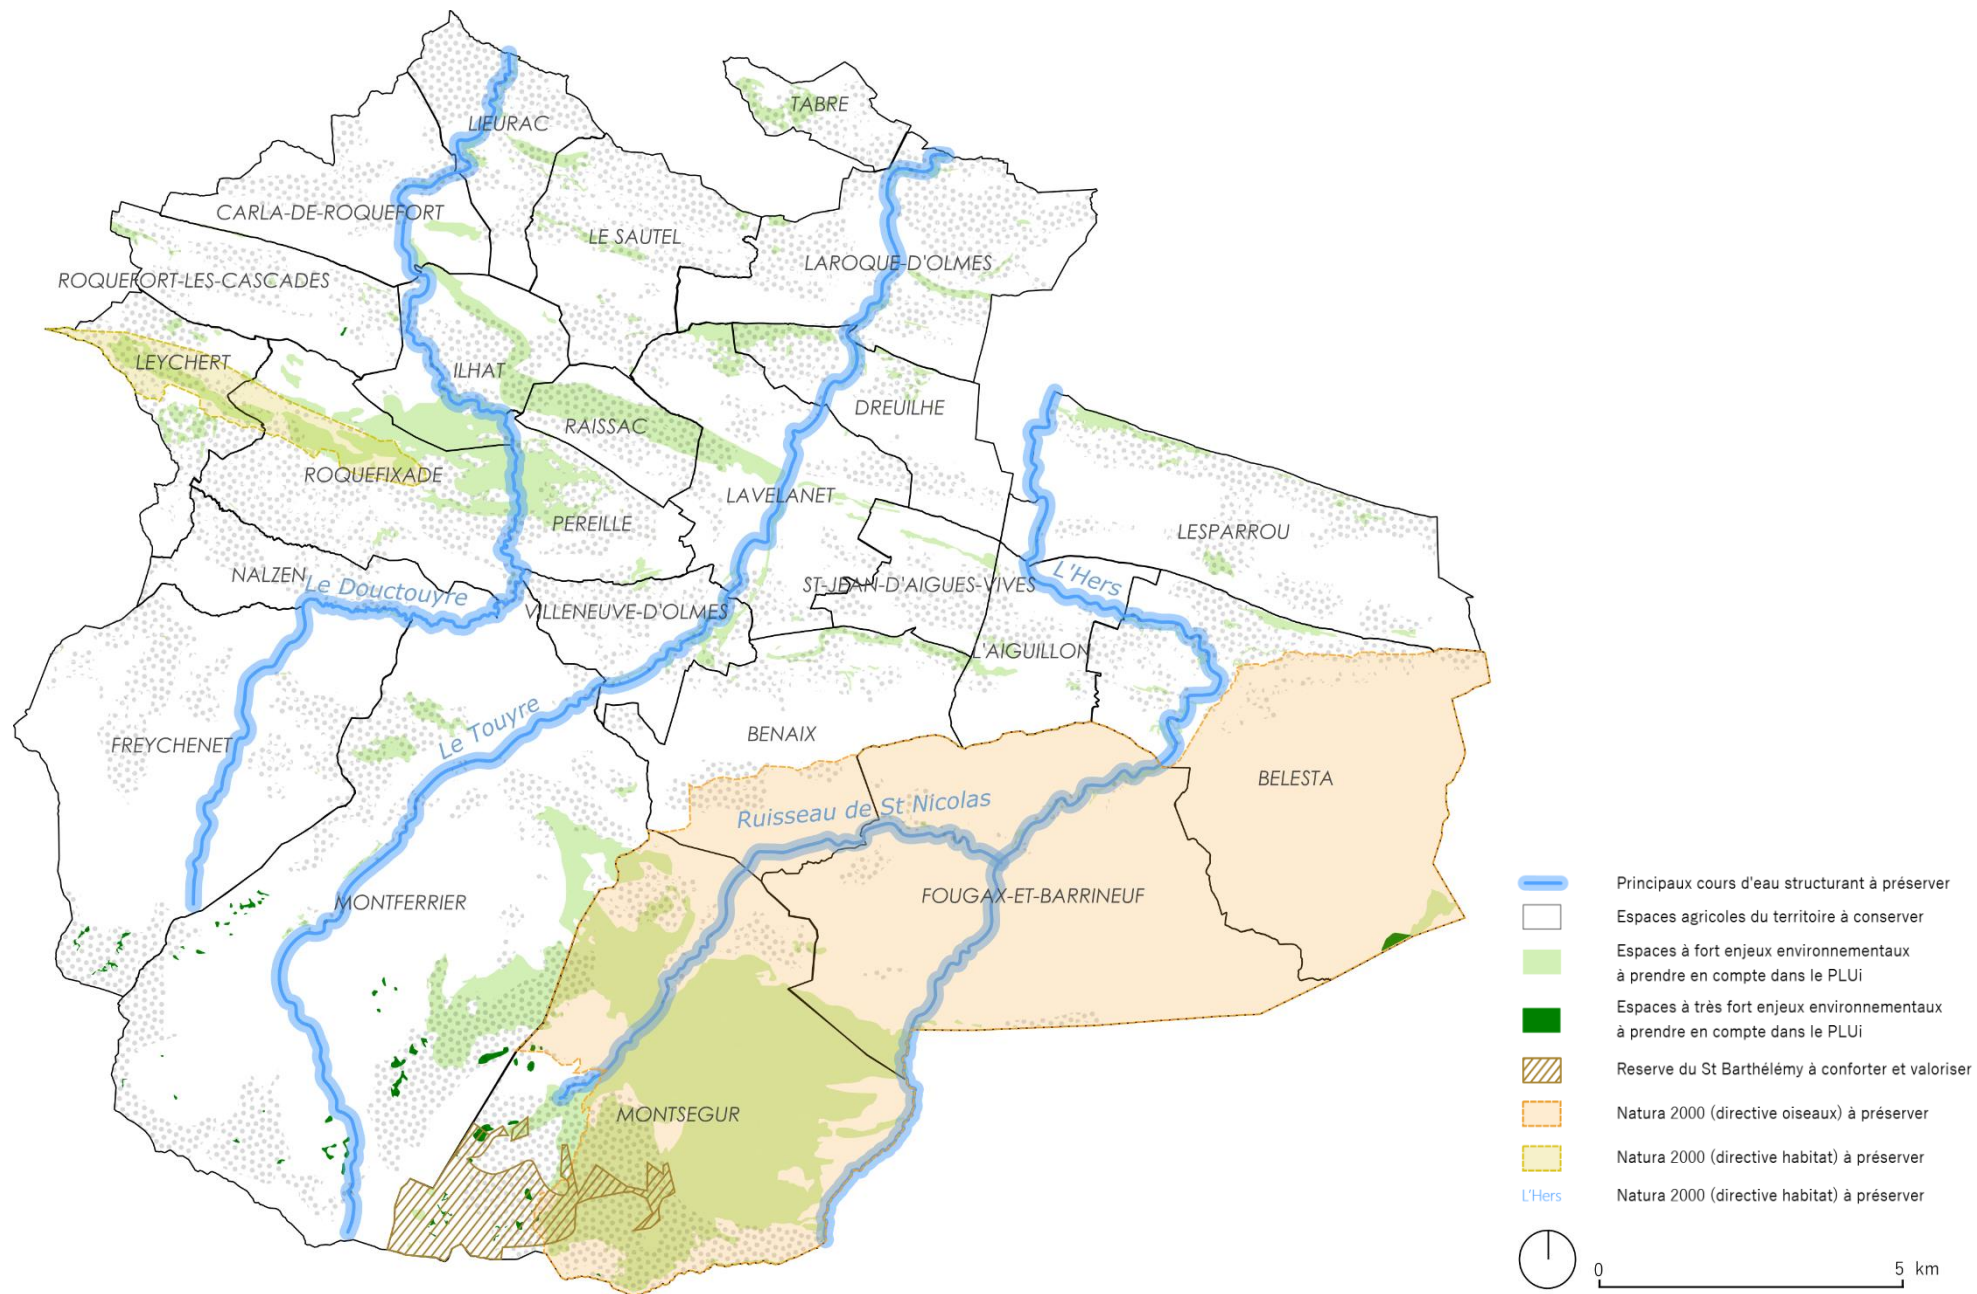 TABRE
LIEURAC
CARLA-DE-ROQUEFORT
LE SAUTEL
LAROQUE-D'OLMES
ROQUEFORT-LES-CASCADES
LEYCHERT
ILHAT
DREUILHE
RAISSAC
ROQUEFIXADE
LAVELANET
PEREILLE
LESPARROU
NALZEN
Le Douctouyre
L'Hers
ST-JEAN-D'AIGUES-VIVES
VILLENEUVE-D'OLMES
L'AIGUILLON
Le Touyre
FREYCHENET
BENAIX
BELESTA
Ruisseau de St Nicolas
MONTFERRIER
FOUGAX-ET-BARRINEUF
MONTSEGUR
Principaux cours d'eau structurant à préserver
Espaces agricoles du territoire à conserver
Espaces à fort enjeux environnementaux
à prendre en compte dans le PLUi
Espaces à très fort enjeux environnementaux
à prendre en compte dans le PLUi
Reserve du St Barthélémy à conforter et valoriser
Natura 2000 (directive oiseaux) à préserver
Natura 2000 (directive habitat) à préserver
L'Hers Natura 2000 (directive habitat) à préserver
0 5 km